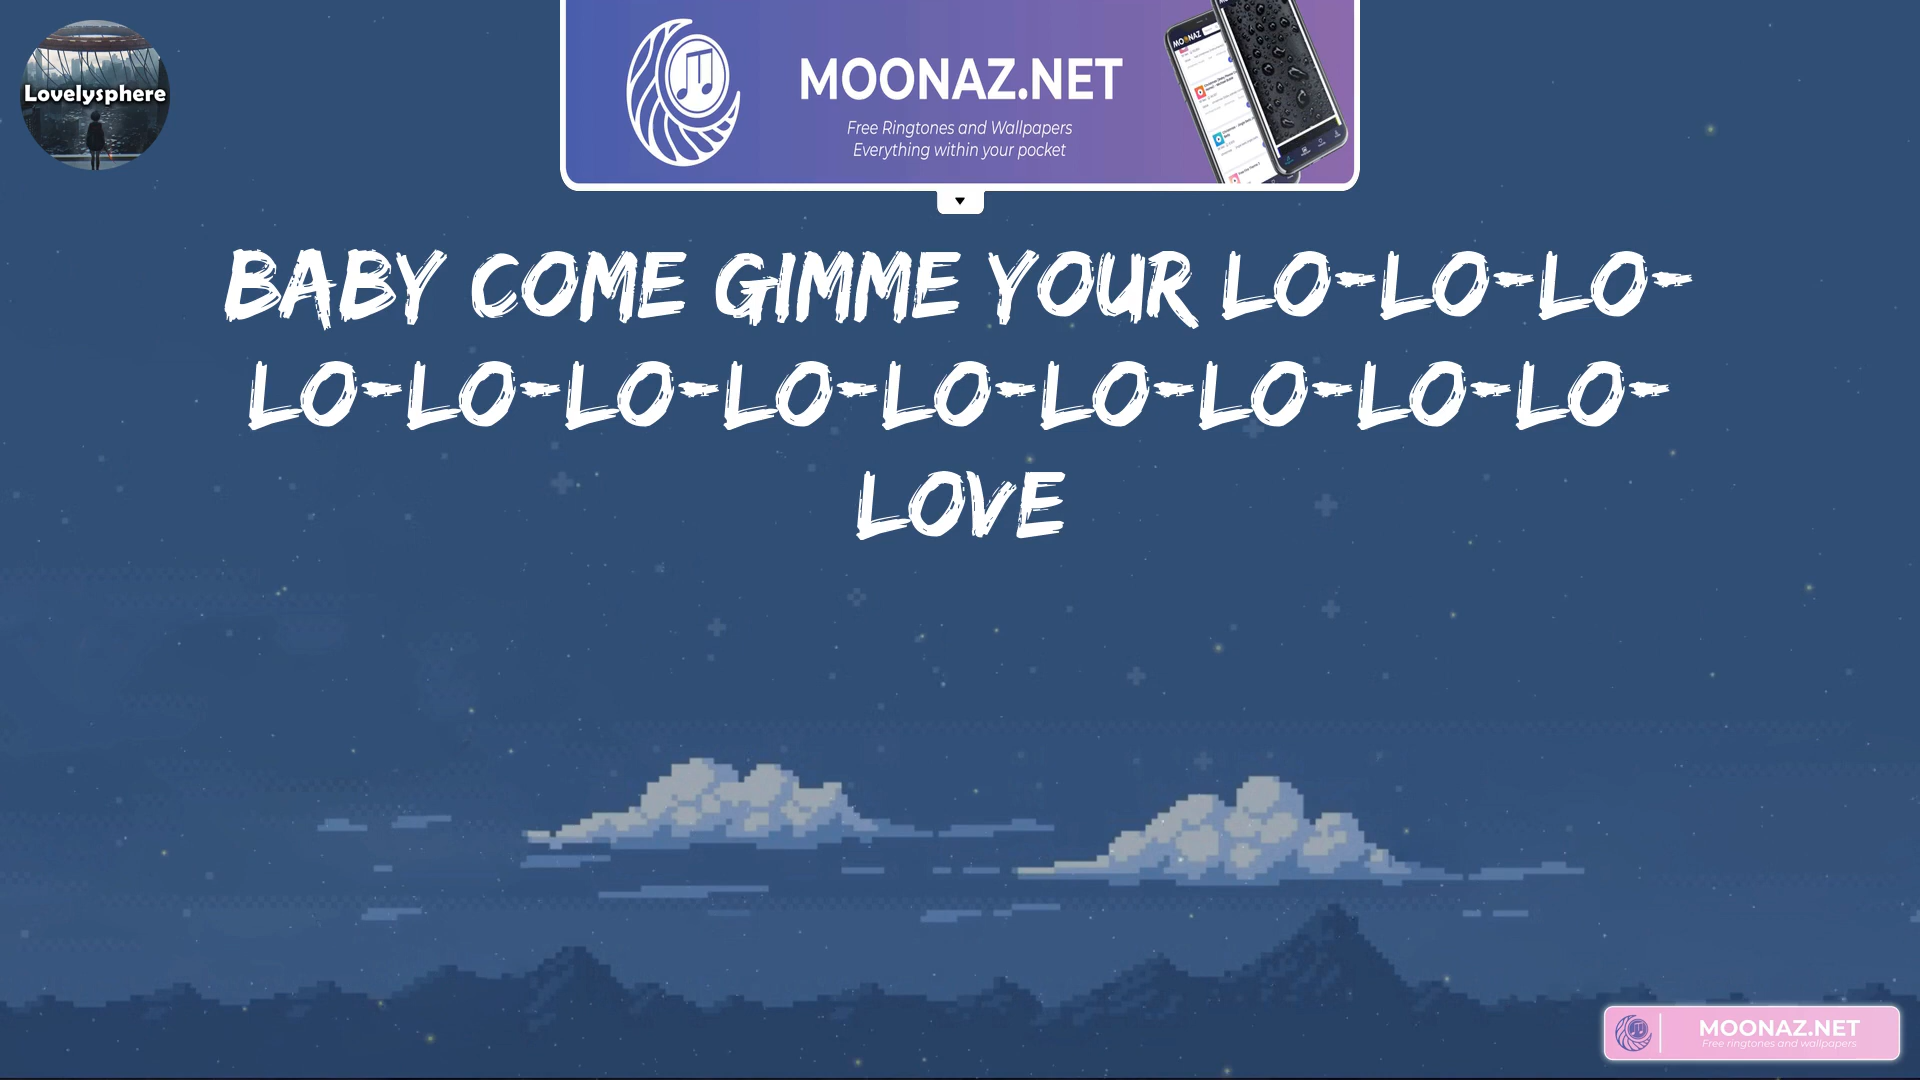 Lovelysphere
MOONAZ.NET
Free Ringtones and Wallpapers
Everything within your pocket
BABY COME GIMME YOUR LO-LO-LO-
LO-LO-LO-LO-LO-LO-LO-LO-LO-
LOVE
MOONAZ.NET
Free ringtones and wallpapers